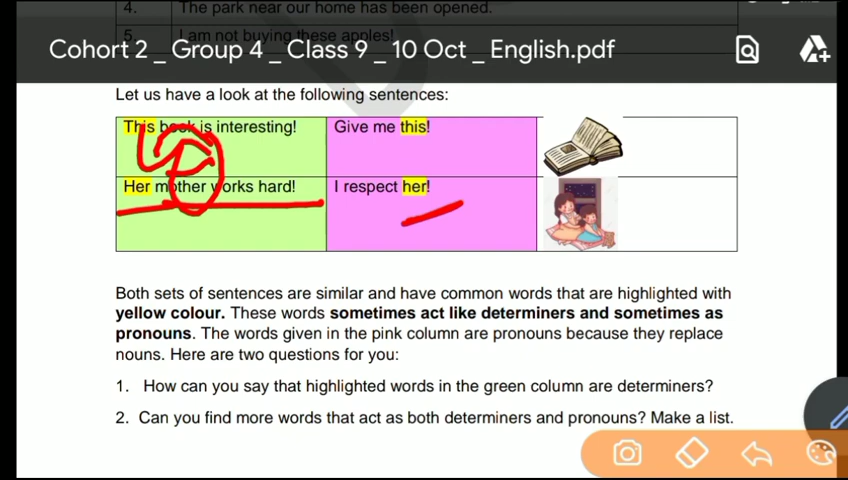 4. The park near our home has been opened.
5. I am not buying these apples!
Cohort 2 _ Group 4 _ Class 9 _ 10 Oct _ English.pdf
Let us have a look at the following sentences:
This book is interesting! Give me this!
Her mother works hard! I respect her!
Both sets of sentences are similar and have common words that are highlighted with
yellow colour. These words sometimes act like determiners and sometimes as
pronouns. The words given in the pink column are pronouns because they replace
nouns. Here are two questions for you:
1. How can you say that highlighted words in the green column are determiners?
2. Can you find more words that act as both determiners and pronouns? Make a list.